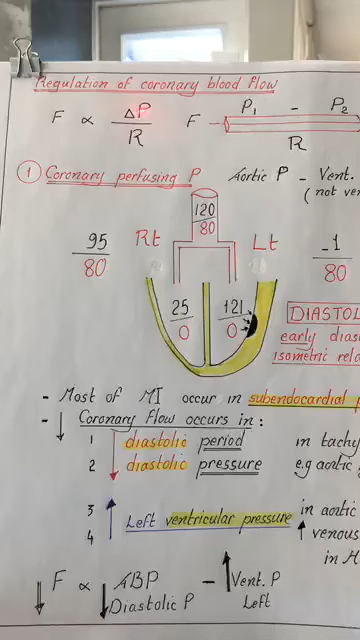 Regulation of coronary blood flow
F ∝ ΔP / R
F P₁ - P₂
R
① Coronary perfusing P
Aortic P - Vent.
(not ve
120
80
95
80
Rt
Lt
-1
80
25
0
121
0
DIASTOL
early dias
isometric rela
- Most of MI occur in subendocardial p
- ↓ Coronary flow occurs in:
1 diastolic period in tachy
2 diastolic pressure e.g aortic
3 in aortic
↑ Left ventricular pressure
4 ↑ venous
in H
⇓ F ∝ ↓ ABP - ↑ Vent. P
Diastolic P Left